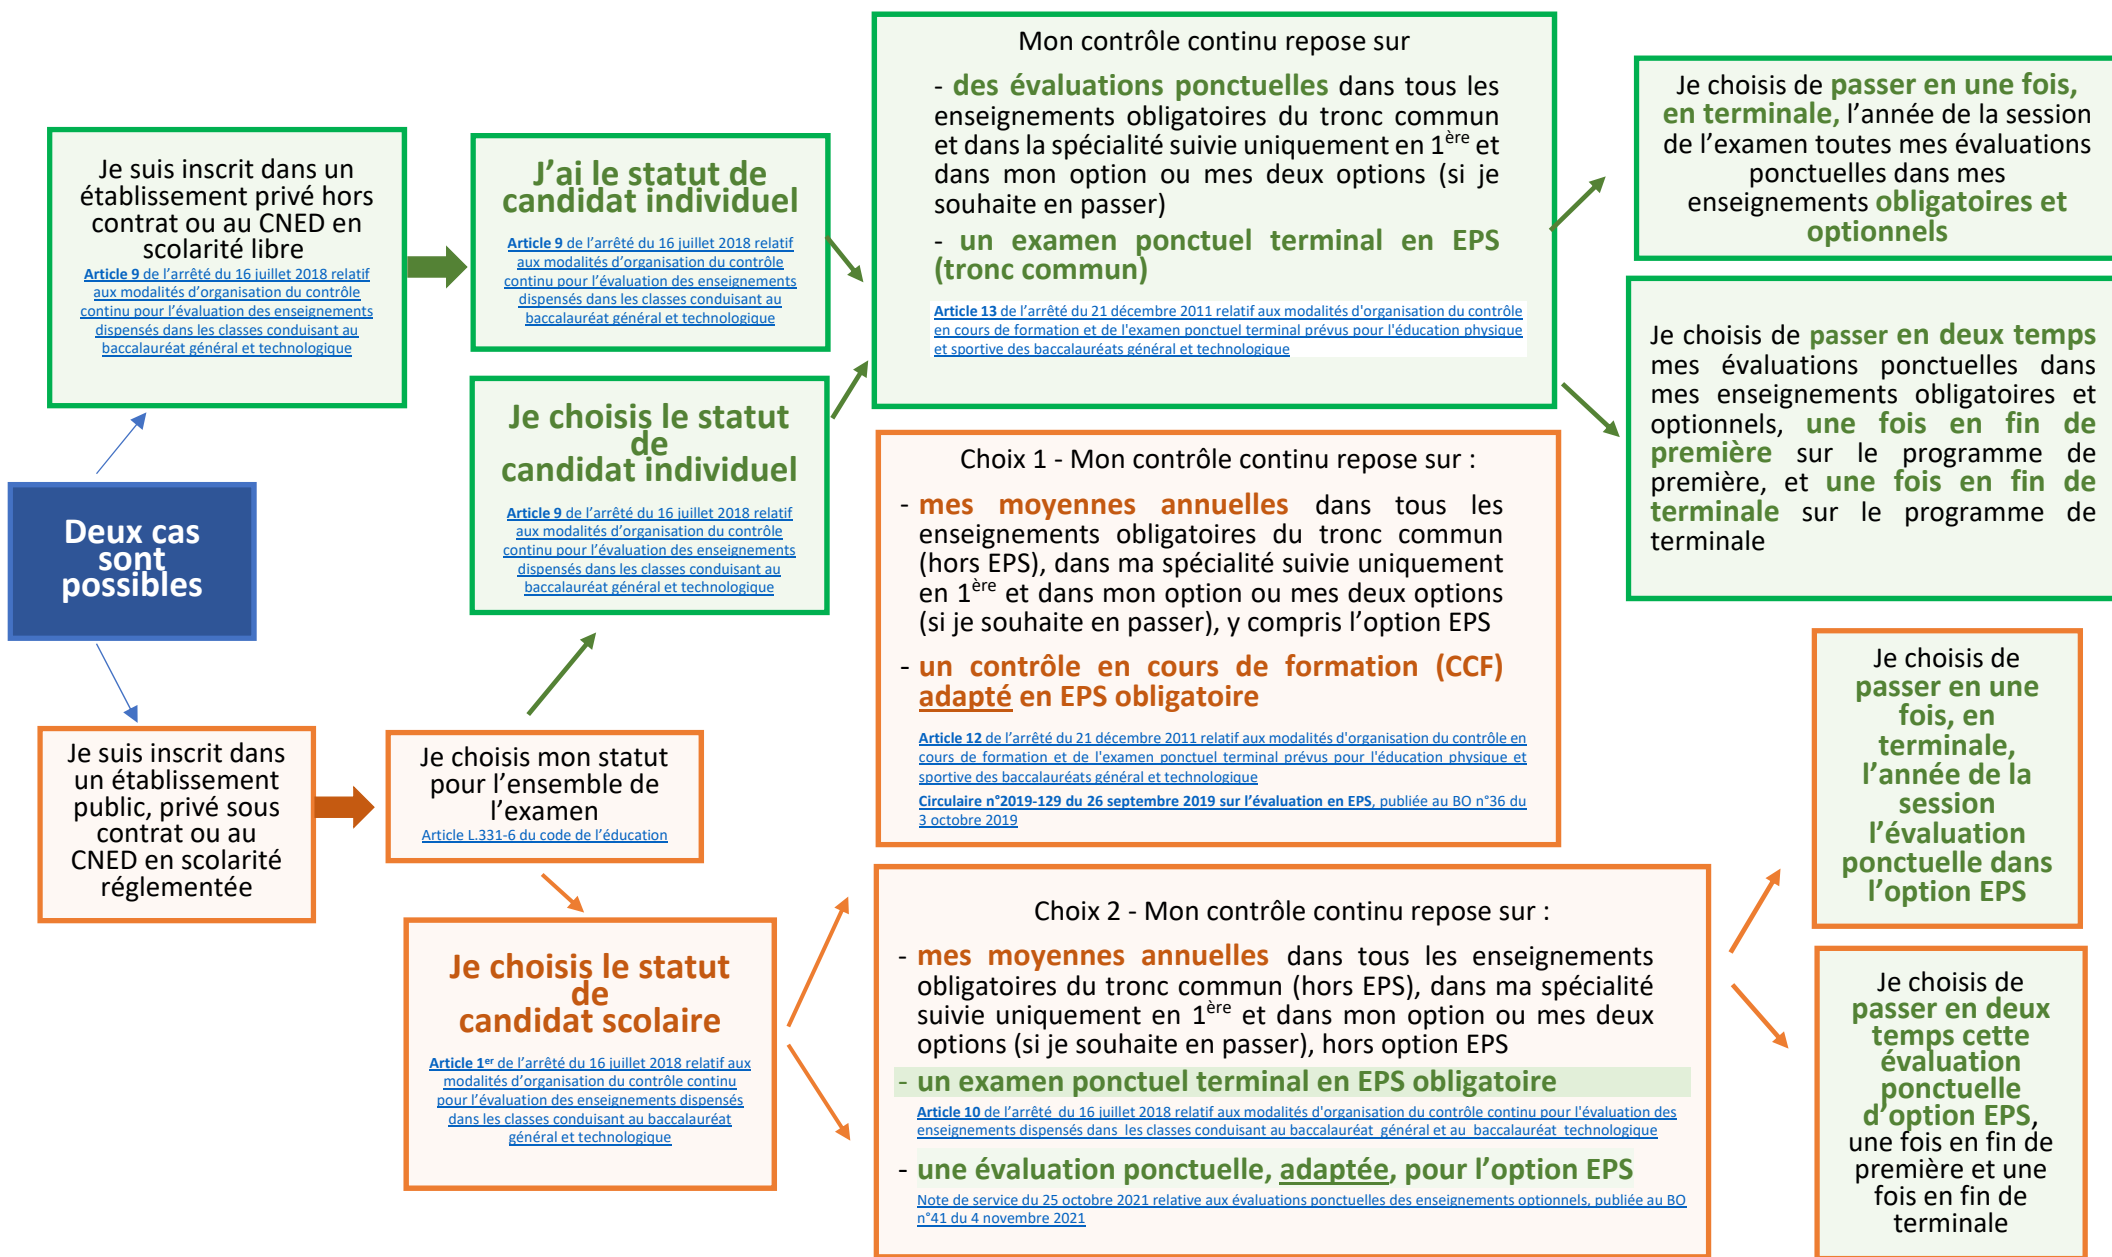 Deux cas
sont
possibles
Je suis inscrit dans un
établissement privé hors
contrat ou au CNED en
scolarité libre
Article 9 de l’arrêté du 16 juillet 2018 relatif
aux modalités d’organisation du contrôle
continu pour l’évaluation des enseignements
dispensés dans les classes conduisant au
baccalauréat général et technologique
J’ai le statut de
candidat individuel
Article 9 de l’arrêté du 16 juillet 2018 relatif
aux modalités d’organisation du contrôle
continu pour l’évaluation des enseignements
dispensés dans les classes conduisant au
baccalauréat général et technologique
Je choisis le statut
de
candidat individuel
Article 9 de l’arrêté du 16 juillet 2018 relatif
aux modalités d’organisation du contrôle
continu pour l’évaluation des enseignements
dispensés dans les classes conduisant au
baccalauréat général et technologique
Mon contrôle continu repose sur
- des évaluations ponctuelles dans tous les
enseignements obligatoires du tronc commun
et dans la spécialité suivie uniquement en 1ère et
dans mon option ou mes deux options (si je
souhaite en passer)
- un examen ponctuel terminal en EPS
(tronc commun)
Article 13 de l’arrêté du 21 décembre 2011 relatif aux modalités d'organisation du contrôle
en cours de formation et de l'examen ponctuel terminal prévus pour l'éducation physique
et sportive des baccalauréats général et technologique
Je choisis de passer en une fois,
en terminale, l’année de la session
de l’examen toutes mes évaluations
ponctuelles dans mes
enseignements obligatoires et
optionnels
Je choisis de passer en deux temps
mes évaluations ponctuelles dans
mes enseignements obligatoires et
optionnels, une fois en fin de
première sur le programme de
première, et une fois en fin de
terminale sur le programme de
terminale
Je suis inscrit dans
un établissement
public, privé sous
contrat ou au
CNED en scolarité
réglementée
Je choisis mon statut
pour l’ensemble de
l’examen
Article L.331-6 du code de l’éducation
Je choisis le statut
de
candidat scolaire
Article 1er de l’arrêté du 16 juillet 2018 relatif aux
modalités d’organisation du contrôle continu
pour l’évaluation des enseignements dispensés
dans les classes conduisant au baccalauréat
général et technologique
Choix 1 - Mon contrôle continu repose sur :
- mes moyennes annuelles dans tous les
enseignements obligatoires du tronc commun
(hors EPS), dans ma spécialité suivie uniquement
en 1ère et dans mon option ou mes deux options
(si je souhaite en passer), y compris l’option EPS
- un contrôle en cours de formation (CCF)
adapté en EPS obligatoire
Article 12 de l’arrêté du 21 décembre 2011 relatif aux modalités d'organisation du contrôle en
cours de formation et de l'examen ponctuel terminal prévus pour l'éducation physique et
sportive des baccalauréats général et technologique
Circulaire n°2019-129 du 26 septembre 2019 sur l’évaluation en EPS, publiée au BO n°36 du
3 octobre 2019
Choix 2 - Mon contrôle continu repose sur :
- mes moyennes annuelles dans tous les enseignements
obligatoires du tronc commun (hors EPS), dans ma spécialité
suivie uniquement en 1ère et dans mon option ou mes deux
options (si je souhaite en passer), hors option EPS
- un examen ponctuel terminal en EPS obligatoire
Article 10 de l’arrêté du 16 juillet 2018 relatif aux modalités d'organisation du contrôle continu pour l'évaluation des
enseignements dispensés dans les classes conduisant au baccalauréat général et au baccalauréat technologique
- une évaluation ponctuelle, adaptée, pour l’option EPS
Note de service du 25 octobre 2021 relative aux évaluations ponctuelles des enseignements optionnels, publiée au BO
n°41 du 4 novembre 2021
Je choisis de
passer en une
fois, en
terminale,
l’année de la
session
l’évaluation
ponctuelle dans
l’option EPS
Je choisis de
passer en deux
temps cette
évaluation
ponctuelle
d’option EPS,
une fois en fin de
première et une
fois en fin de
terminale